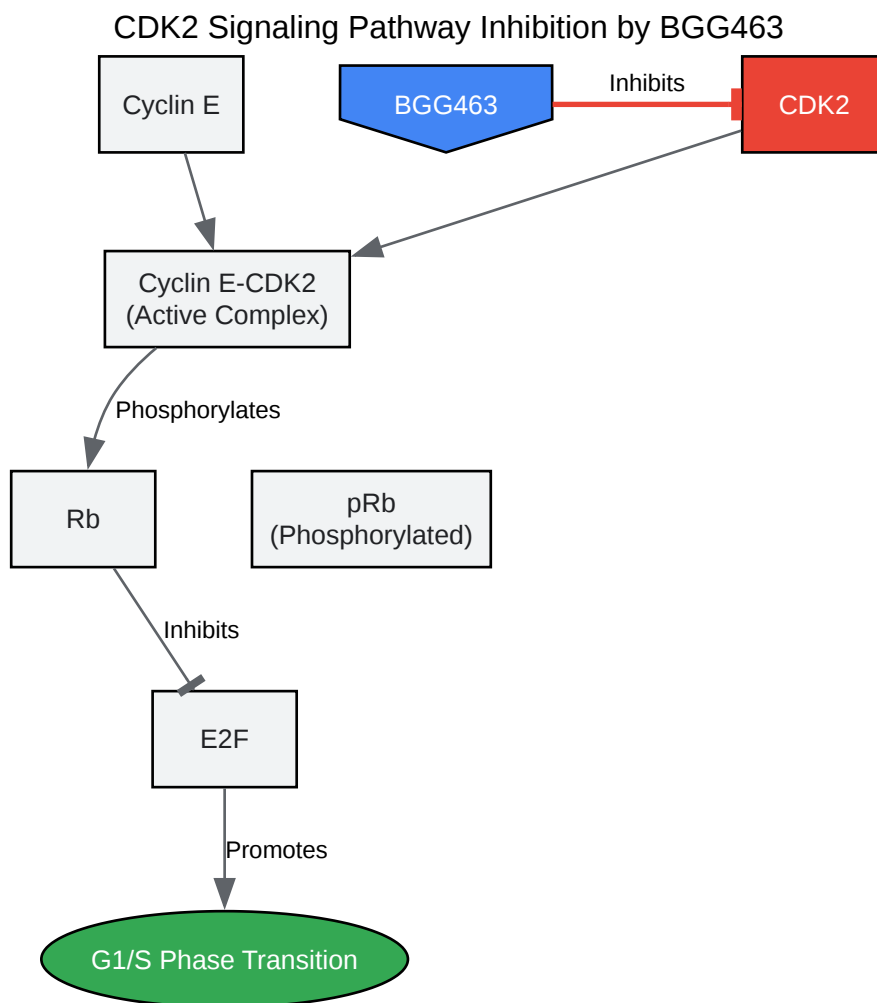 CDK2 Signaling Pathway Inhibition by BGG463
Cyclin E
BGG463
Inhibits
CDK2
Cyclin E-CDK2
(Active Complex)
Phosphorylates
Rb
pRb
(Phosphorylated)
Inhibits
E2F
Promotes
G1/S Phase Transition